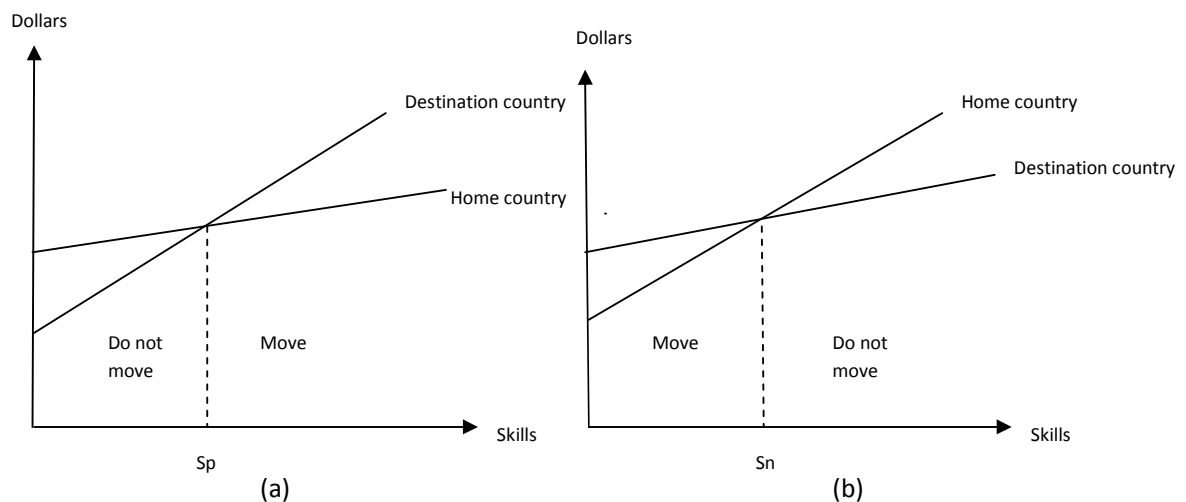 Dollars
Destination country
Home country
Do not
move
Move
Skills
Sp
(a)
Dollars
Home country
Destination country
Move
Do not
move
Skills
Sn
(b)